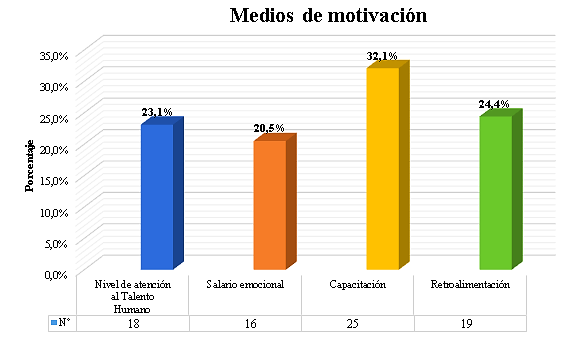 Medios de motivación
Porcentaje
35,0%
30,0%
25,0%
20,0%
15,0%
10,0%
5,0%
0,0%
23,1%
20,5%
32,1%
24,4%
Nivel de atención
al Talento
Humano
Salario emocional
Capacitación
Retroalimentación
N° 18 16 25 19